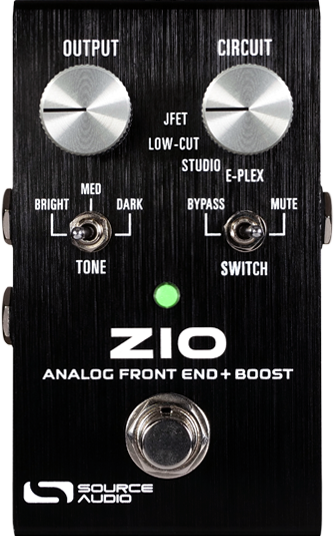 OUTPUT
CIRCUIT
JFET
LOW-CUT
STUDIO
E-PLEX
MED
BRIGHT
DARK
TONE
BYPASS
MUTE
SWITCH
ZIO
ANALOG FRONT END + BOOST
SOURCE
AUDIO